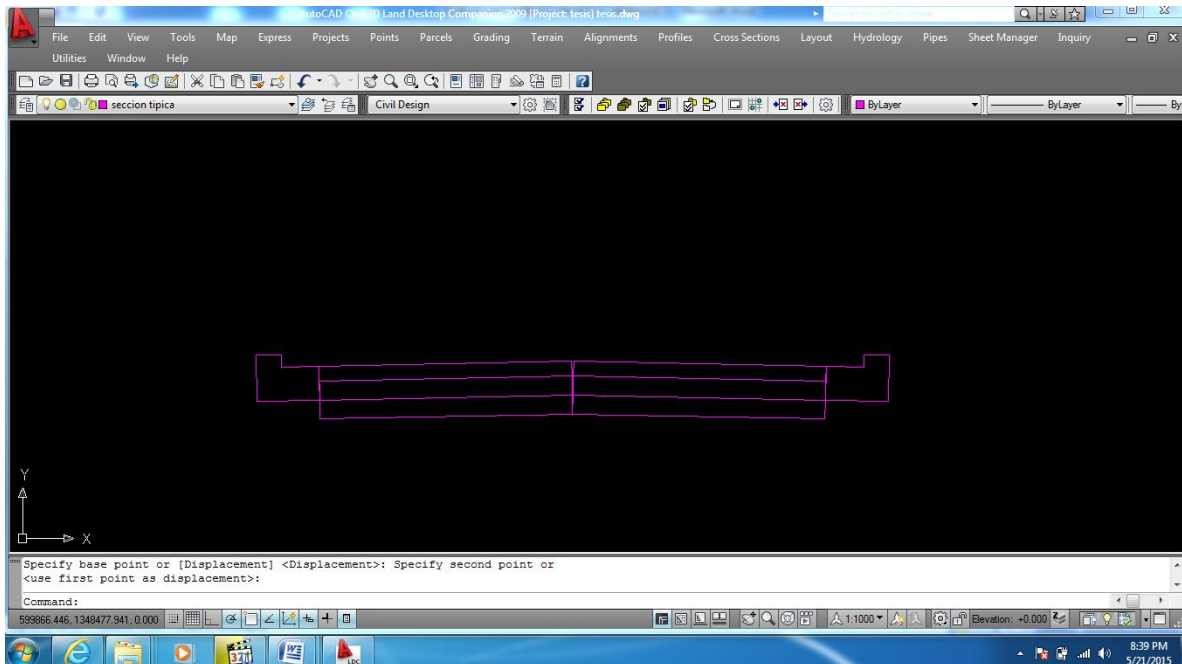 AutoCAD Civil 3D Land Desktop Companion 2009 [Project: tesis] tesis.dwg
File Edit View Tools Map Express Projects Points Parcels Grading Terrain Alignments Profiles Cross Sections Layout Hydrology Pipes Sheet Manager Inquiry
Utilities Window Help
seccion tipica Civil Design ByLayer ByLayer By
Y
X
Specify base point or [Displacement] <Displacement>: Specify second point or
<use first point as displacement>:
Command:
599866.446, 1348477.941, 0.000 1:1000 Elevation: +0.000
321 W LDC 8:39 PM
5/21/2015